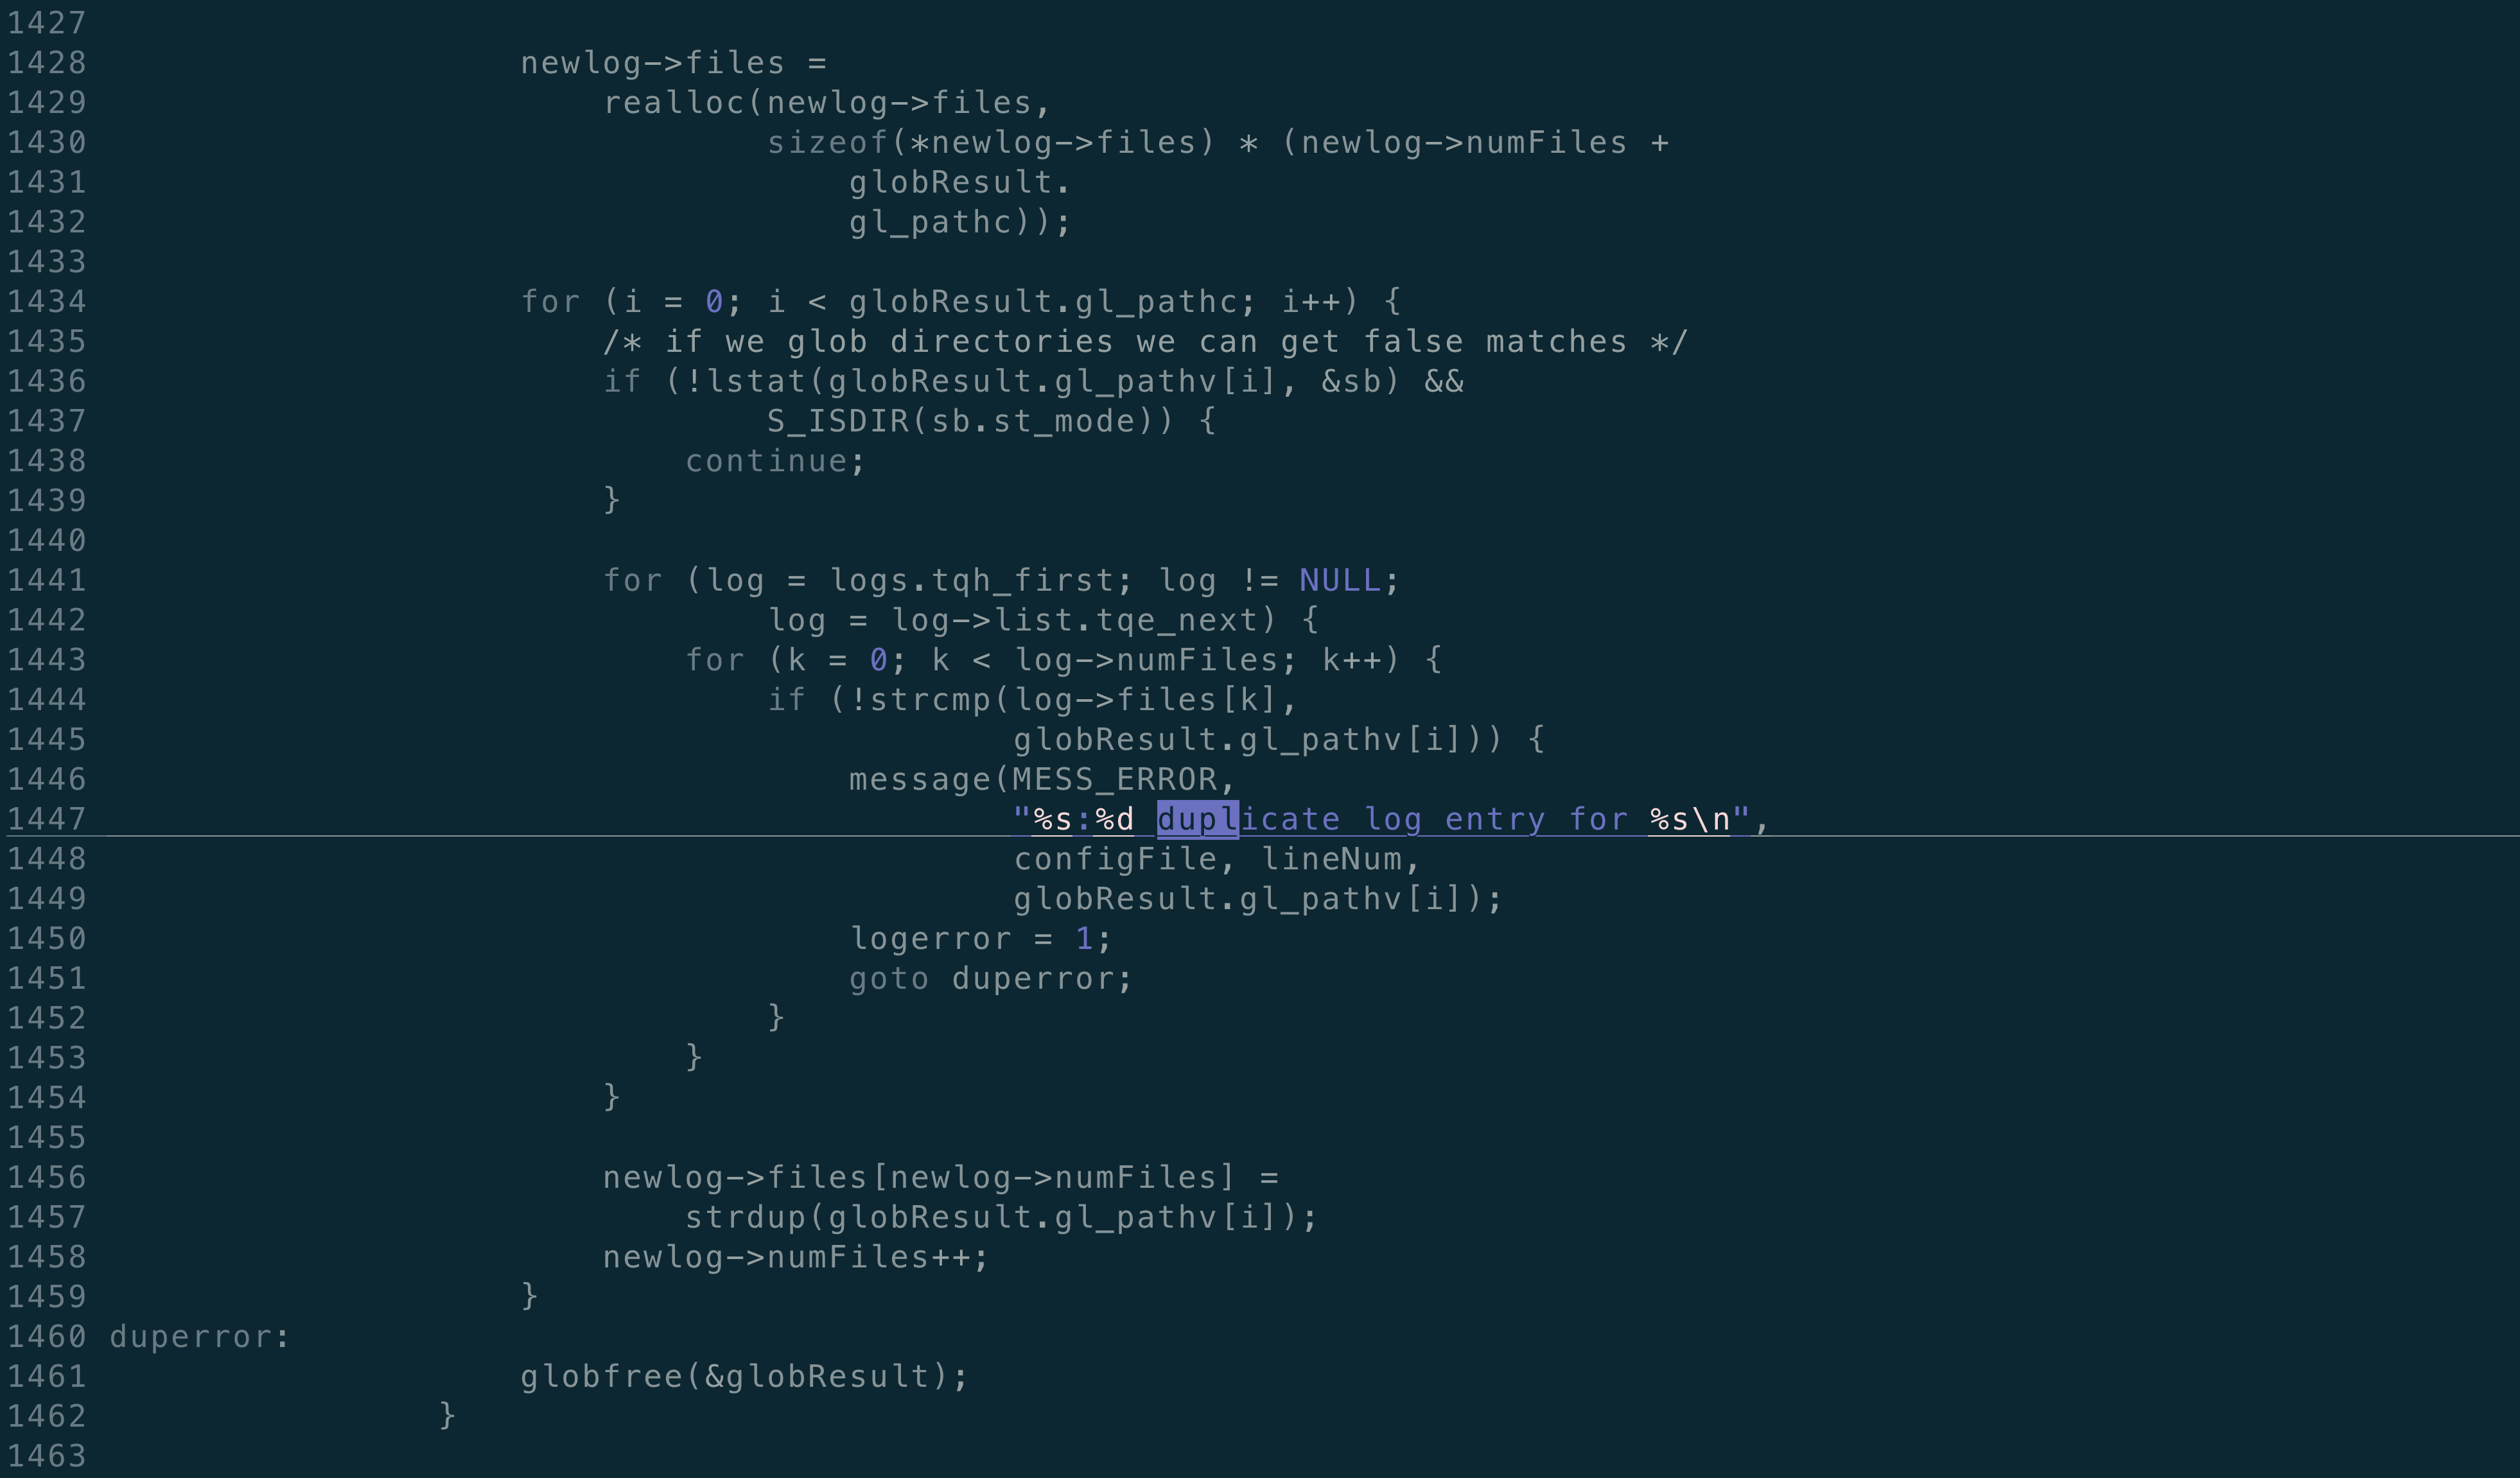 1427
1428                     newlog->files =
1429                         realloc(newlog->files,
1430                                 sizeof(*newlog->files) * (newlog->numFiles +
1431                                     globResult.
1432                                     gl_pathc));
1433
1434                     for (i = 0; i < globResult.gl_pathc; i++) {
1435                         /* if we glob directories we can get false matches */
1436                         if (!lstat(globResult.gl_pathv[i], &sb) &&
1437                                 S_ISDIR(sb.st_mode)) {
1438                             continue;
1439                         }
1440
1441                         for (log = logs.tqh_first; log != NULL;
1442                                 log = log->list.tqe_next) {
1443                             for (k = 0; k < log->numFiles; k++) {
1444                                 if (!strcmp(log->files[k],
1445                                             globResult.gl_pathv[i])) {
1446                                     message(MESS_ERROR,
1447                                             "%s:%d duplicate log entry for %s\n",
1448                                             configFile, lineNum,
1449                                             globResult.gl_pathv[i]);
1450                                     logerror = 1;
1451                                     goto duperror;
1452                                 }
1453                             }
1454                         }
1455
1456                         newlog->files[newlog->numFiles] =
1457                             strdup(globResult.gl_pathv[i]);
1458                         newlog->numFiles++;
1459                     }
1460 duperror:
1461                     globfree(&globResult);
1462                 }
1463